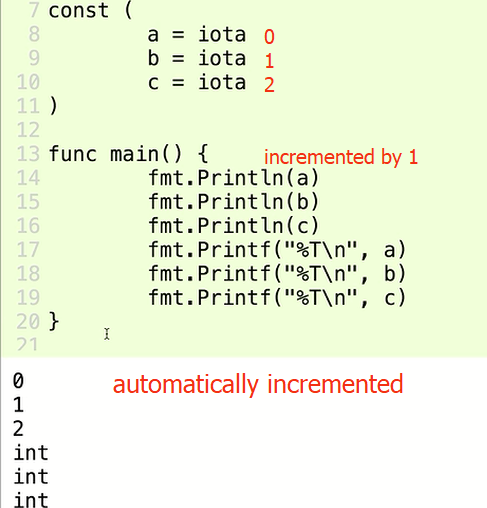 7 const (
8 a = iota 0
9 b = iota 1
10 c = iota 2
11 )
12
13 func main() { incremented by 1
14 fmt.Println(a)
15 fmt.Println(b)
16 fmt.Println(c)
17 fmt.Printf("%T\n", a)
18 fmt.Printf("%T\n", b)
19 fmt.Printf("%T\n", c)
20 }
21
0 automatically incremented
1
2
int
int
int